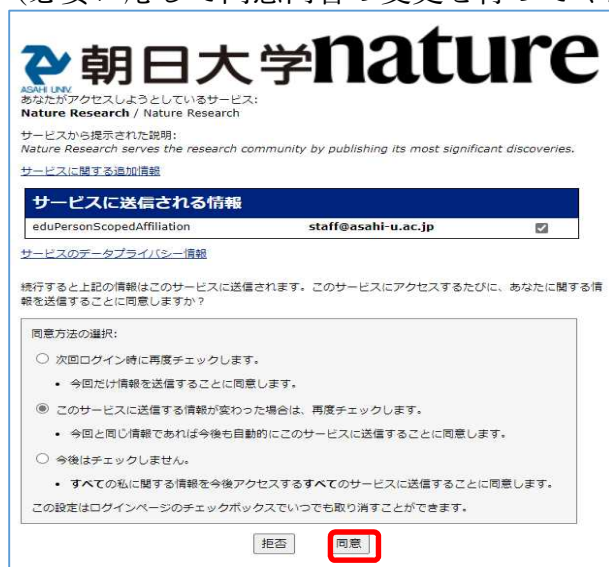 朝日大学nature
ASAHI UNIV.
あなたがアクセスしようとしているサービス:
Nature Research / Nature Research
サービスから提示された説明:
Nature Research serves the research community by publishing its most significant discoveries.
サービスに関する追加情報
サービスに送信される情報
eduPersonScopedAffiliation staff@asahi-u.ac.jp
サービスのデータプライバシー情報
続行すると上記の情報はこのサービスに送信されます。このサービスにアクセスするたびに、あなたに関する情
報を送信することに同意しますか？
同意方法の選択:
次回ログイン時に再度チェックします。
• 今回だけ情報を送信することに同意します。
このサービスに送信する情報が変わった場合は、再度チェックします。
• 今回と同じ情報であれば今後も自動的にこのサービスに送信することに同意します。
今後はチェックしません。
• すべての私に関する情報を今後アクセスするすべてのサービスに送信することに同意します。
この設定はログインページのチェックボックスでいつでも取り消すことができます。
拒否 同意